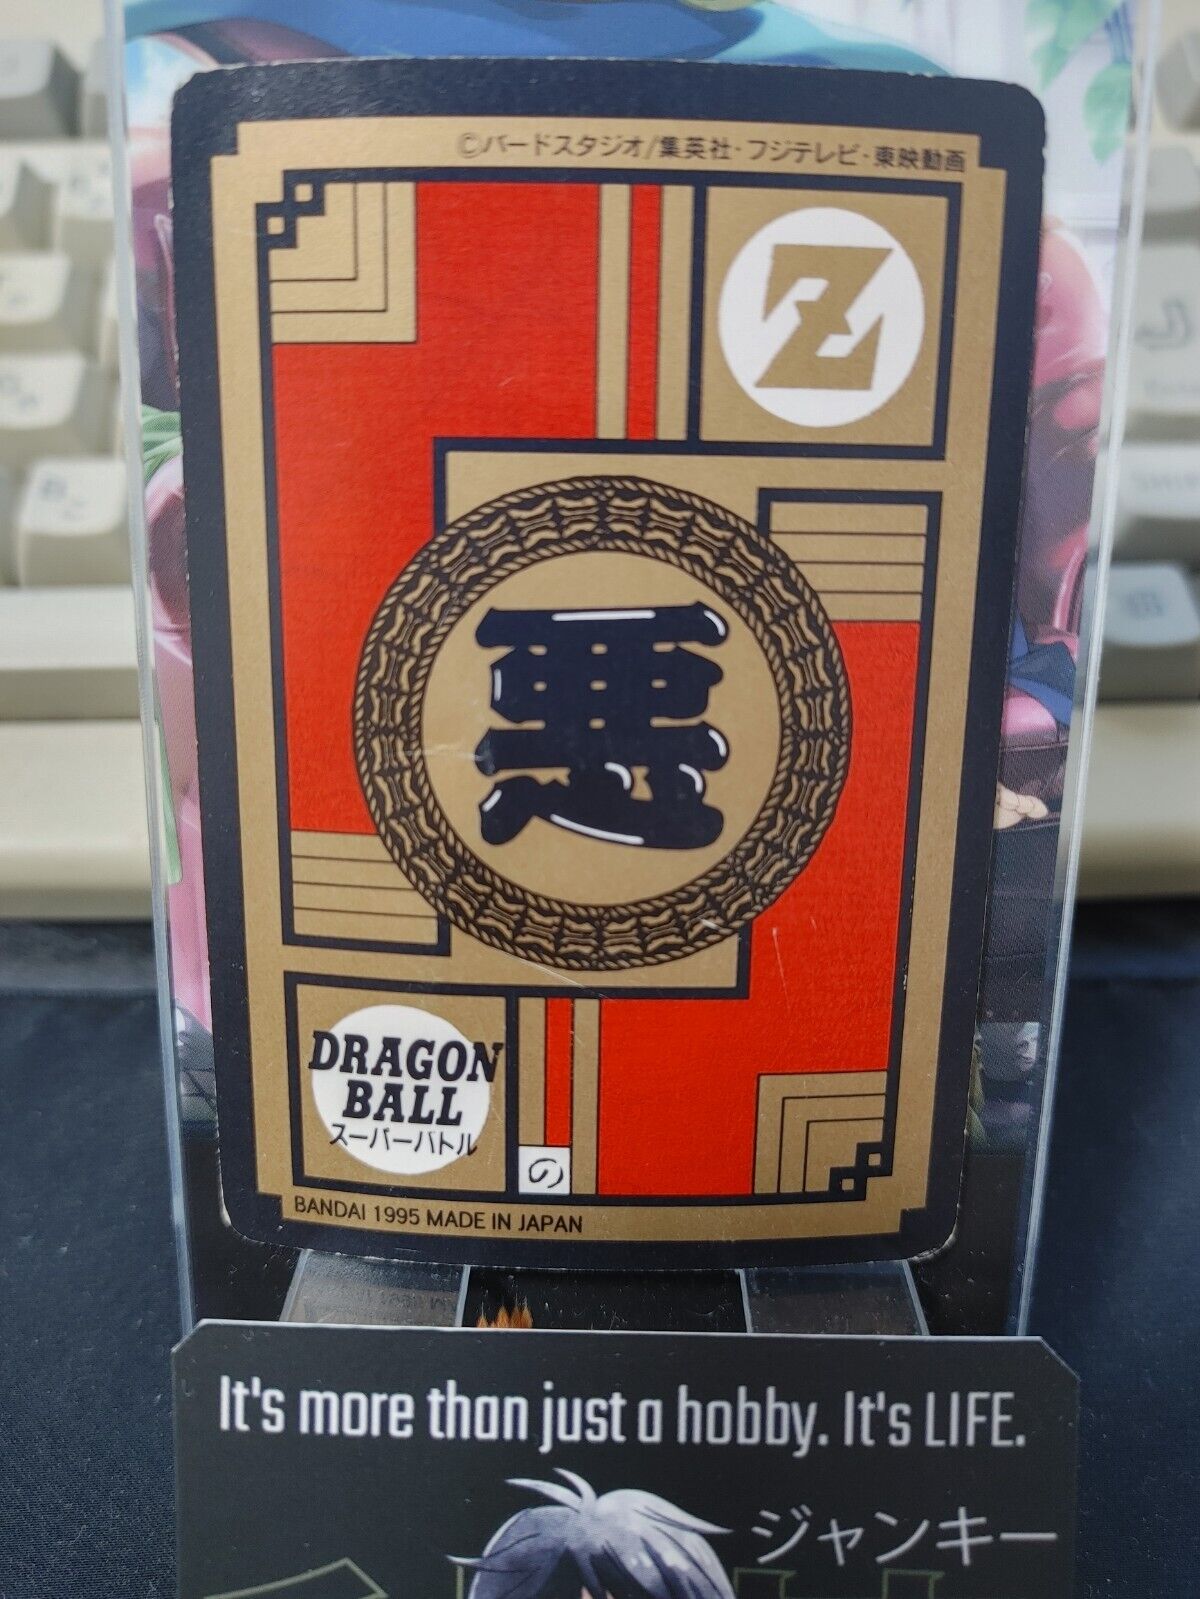 ©バードスタジオ/集英社・フジテレビ・東映動画
Z
悪
DRAGON
BALL
スーパーバトル
の
BANDAI 1995 MADE IN JAPAN
It's more than just a hobby. It's LIFE.
ジャンキー